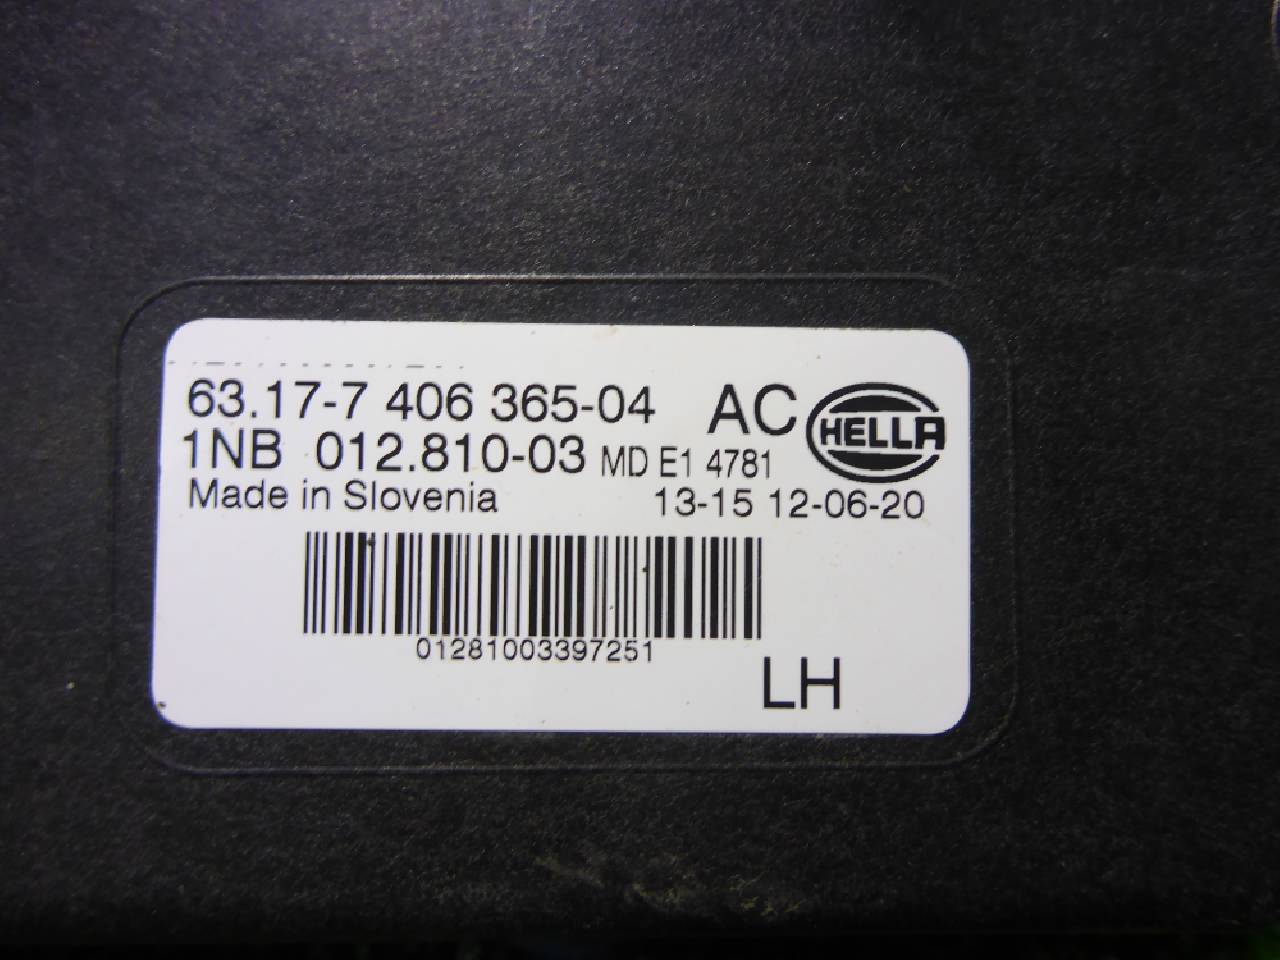 63.17-7 406 365-04 AC HELLA
1NB 012.810-03 MD E1 4781
Made in Slovenia 13-15 12-06-20
01281003397251
LH